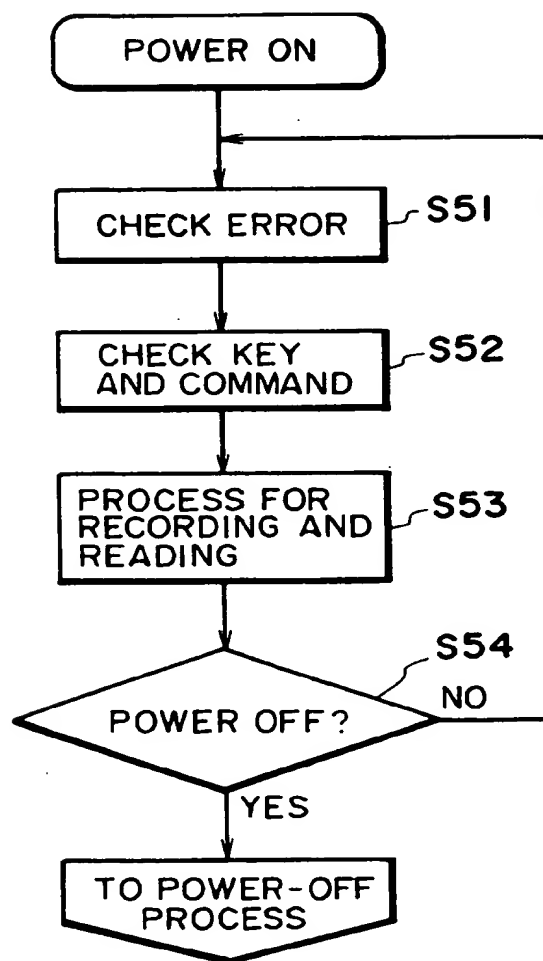 POWER ON
CHECK ERROR
S51
CHECK KEY
AND COMMAND
S52
PROCESS FOR
RECORDING AND
READING
S53
S54
POWER OFF?
NO
YES
TO POWER-OFF
PROCESS